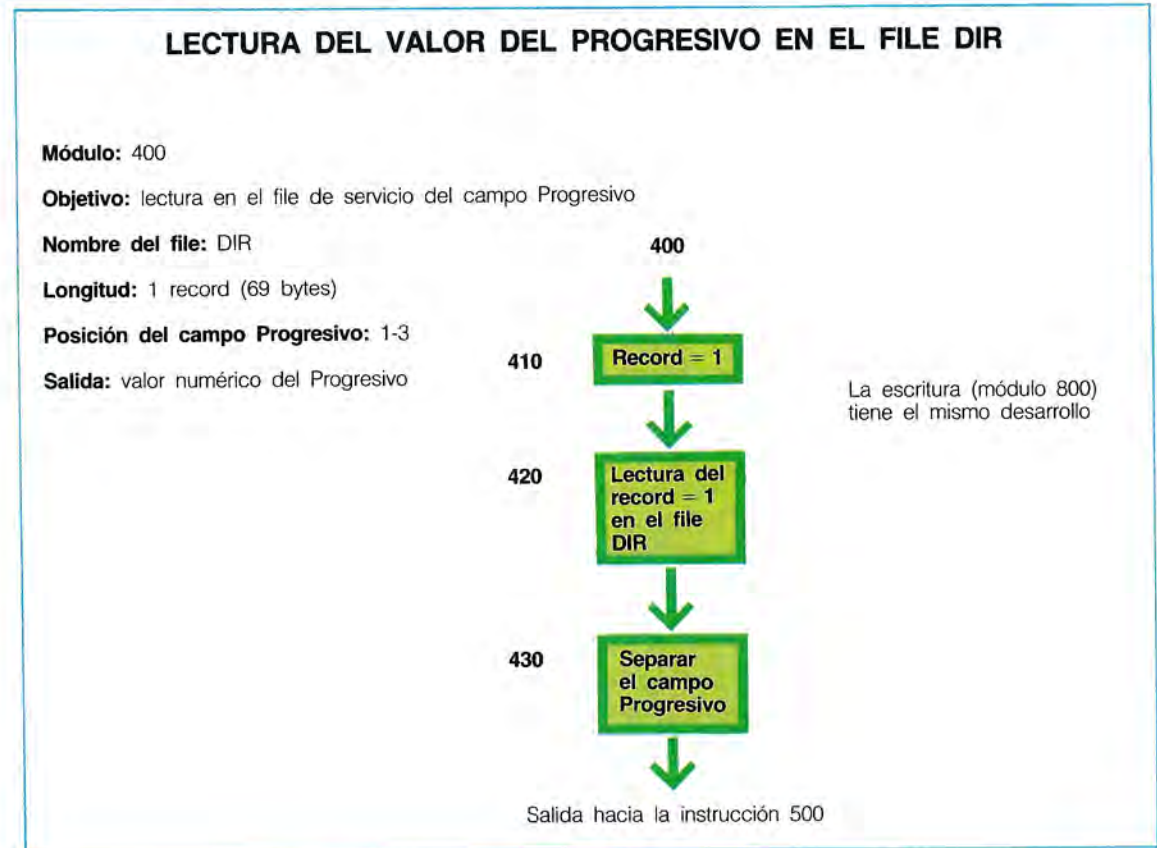 LECTURA DEL VALOR DEL PROGRESIVO EN EL FILE DIR
Módulo: 400
Objetivo: lectura en el file de servicio del campo Progresivo
Nombre del file: DIR
Longitud: 1 record (69 bytes)
Posición del campo Progresivo: 1-3
Salida: valor numérico del Progresivo
400
410
Record = 1
La escritura (módulo 800)
tiene el mismo desarrollo
420
Lectura del
record = 1
en el file
DIR
430
Separar
el campo
Progresivo
Salida hacia la instrucción 500